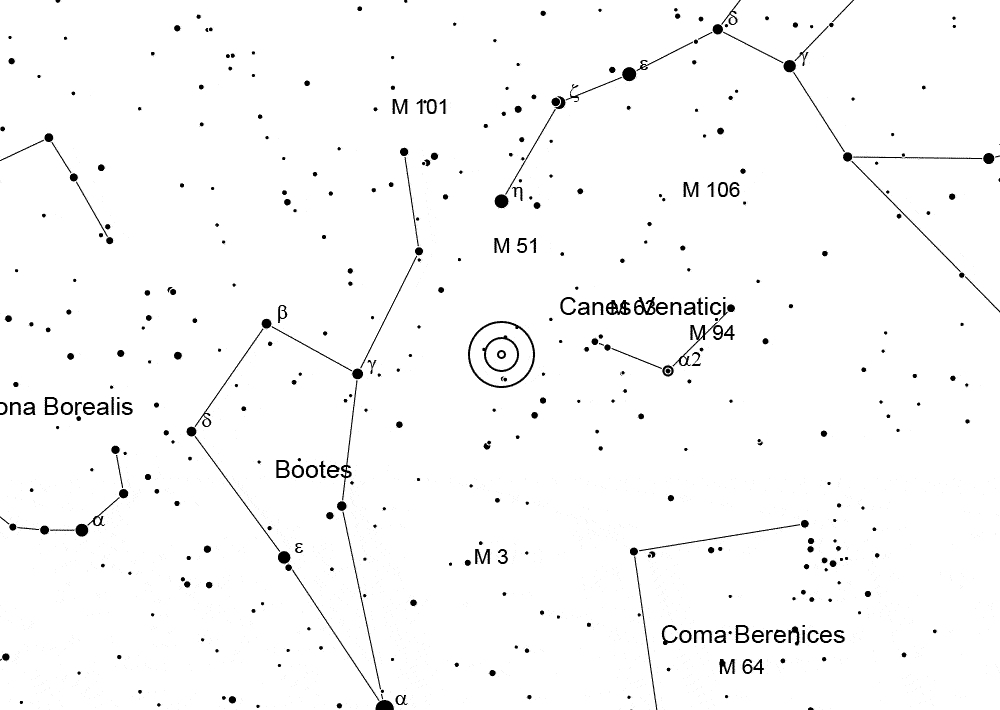 δ
γ
ε
ζ
M 101
M 106
η
M 51
Canes Venatici
M 63
β
M 94
α2
γ
ona Borealis
δ
Bootes
α
ε
M 3
Coma Berenices
M 64
α